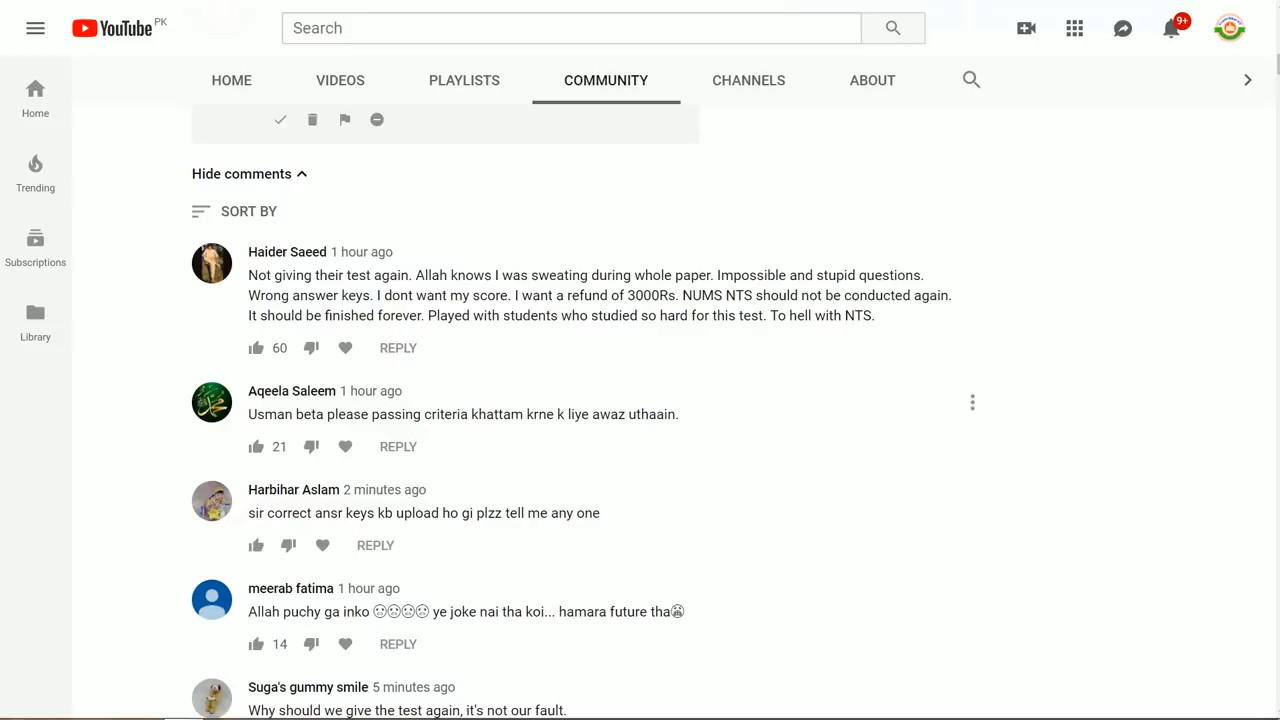 YouTube PK
Search
9+
HOME
VIDEOS
PLAYLISTS
COMMUNITY
CHANNELS
ABOUT
Home
Trending
Subscriptions
Library
Hide comments
SORT BY
Haider Saeed 1 hour ago
Not giving their test again. Allah knows I was sweating during whole paper. Impossible and stupid questions.
Wrong answer keys. I dont want my score. I want a refund of 3000Rs. NUMS NTS should not be conducted again.
It should be finished forever. Played with students who studied so hard for this test. To hell with NTS.
60
REPLY
Aqeela Saleem 1 hour ago
Usman beta please passing criteria khattam krne k liye awaz uthaain.
21
REPLY
Harbihar Aslam 2 minutes ago
sir correct ansr keys kb upload ho gi plzz tell me any one
REPLY
meerab fatima 1 hour ago
Allah puchy ga inko 😢😢😢😢 ye joke nai tha koi... hamara future tha😭
14
REPLY
Suga's gummy smile 5 minutes ago
Why should we give the test again, it's not our fault.